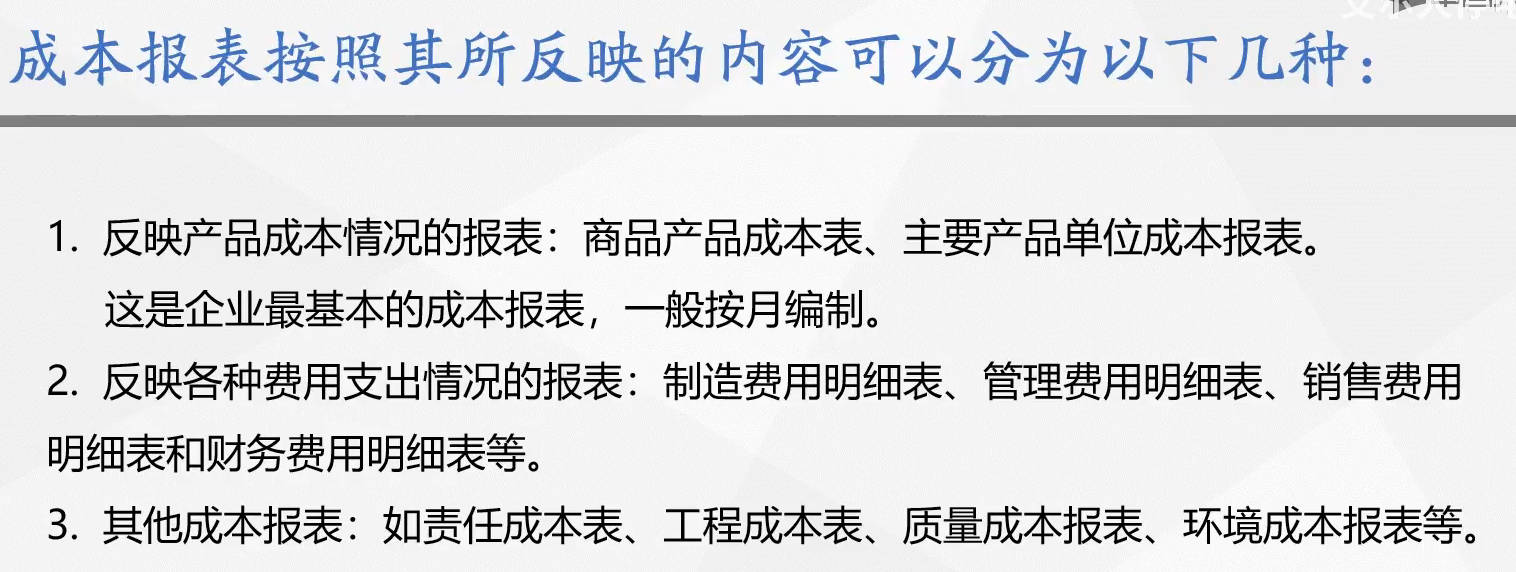 成本报表按照其所反映的内容可以分为以下几种：
1. 反映产品成本情况的报表：商品产品成本表、主要产品单位成本报表。
这是企业最基本的成本报表，一般按月编制。
2. 反映各种费用支出情况的报表：制造费用明细表、管理费用明细表、销售费用
明细表和财务费用明细表等。
3. 其他成本报表：如责任成本表、工程成本表、质量成本报表、环境成本报表等。